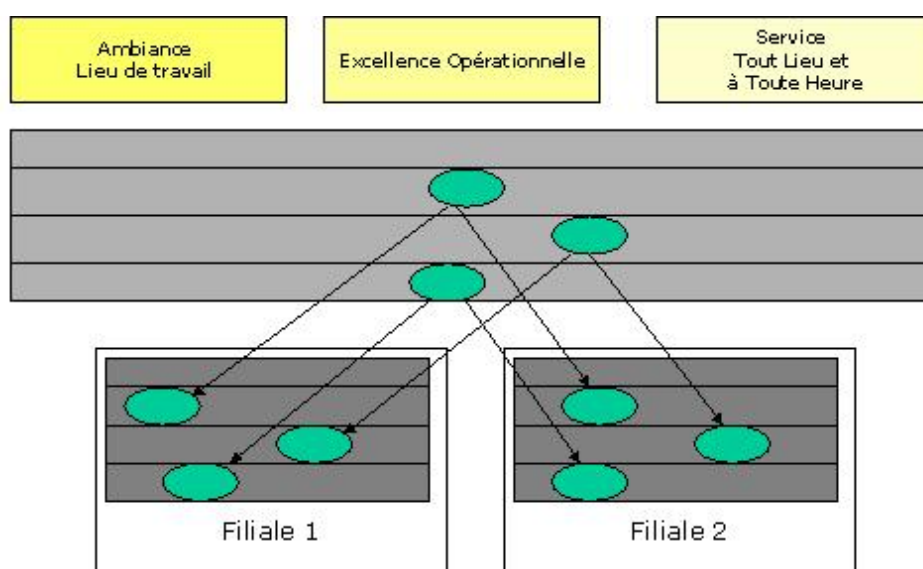 Ambiance
Lieu de travail
Excellence Opérationnelle
Service
Tout Lieu et
à Toute Heure
Filiale 1
Filiale 2